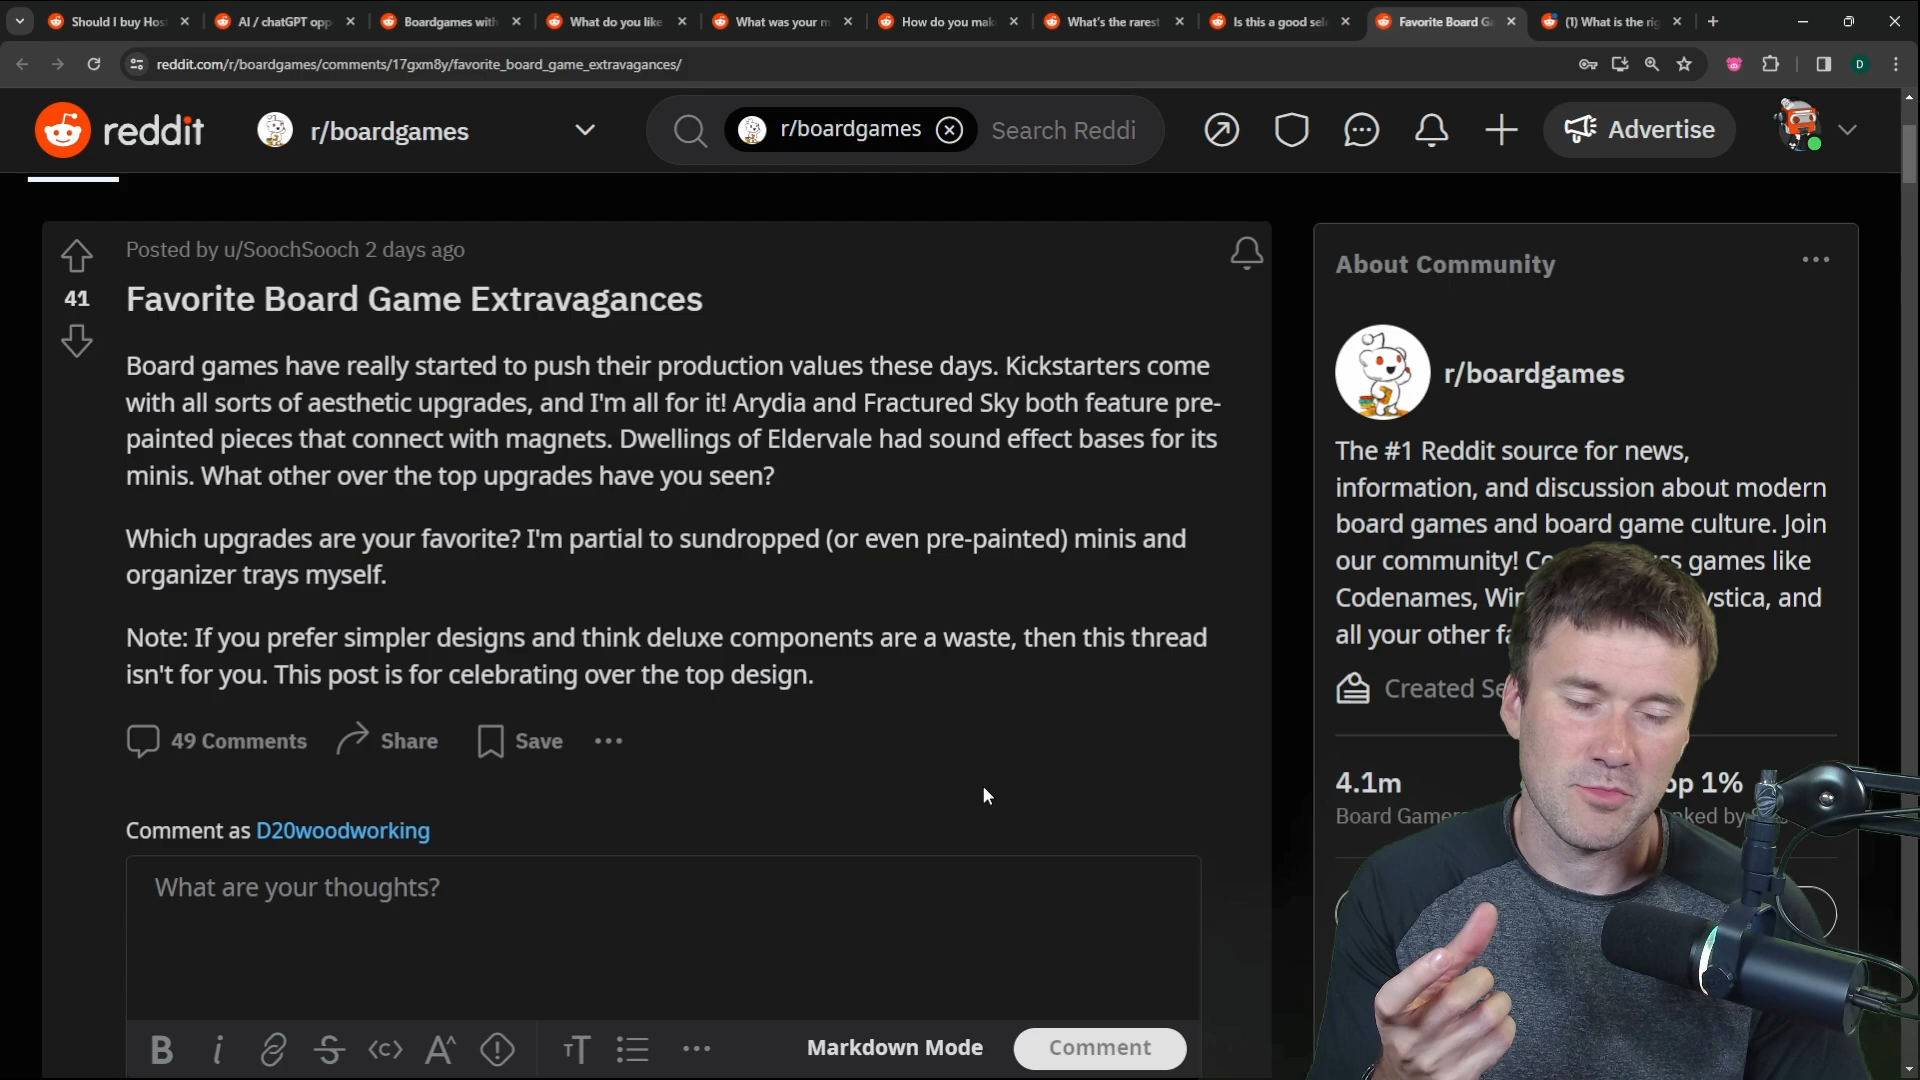 Should I buy Hos
AI / chatGPT opp
Boardgames with
What do you like
What was your m
How do you mak
What's the rarest
Is this a good sel
Favorite Board G
(1) What is the rig
reddit.com/r/boardgames/comments/17gxm8y/favorite_board_game_extravagances/
D
reddit
r/boardgames
r/boardgames
Search Reddi
Advertise
Posted by u/SoochSooch 2 days ago
41
Favorite Board Game Extravagances
Board games have really started to push their production values these days. Kickstarters come
with all sorts of aesthetic upgrades, and I'm all for it! Arydia and Fractured Sky both feature pre-
painted pieces that connect with magnets. Dwellings of Eldervale had sound effect bases for its
minis. What other over the top upgrades have you seen?
Which upgrades are your favorite? I'm partial to sundropped (or even pre-painted) minis and
organizer trays myself.
Note: If you prefer simpler designs and think deluxe components are a waste, then this thread
isn't for you. This post is for celebrating over the top design.
49 Comments
Share
Save
Comment as D20woodworking
What are your thoughts?
B i
Markdown Mode
Comment
About Community
r/boardgames
The #1 Reddit source for news,
information, and discussion about modern
board games and board game culture. Join
our community! Co ss games like
Codenames, Win ystica, and
all your other fa
Created Se
4.1m
Board Gamers
op 1%
ked by S